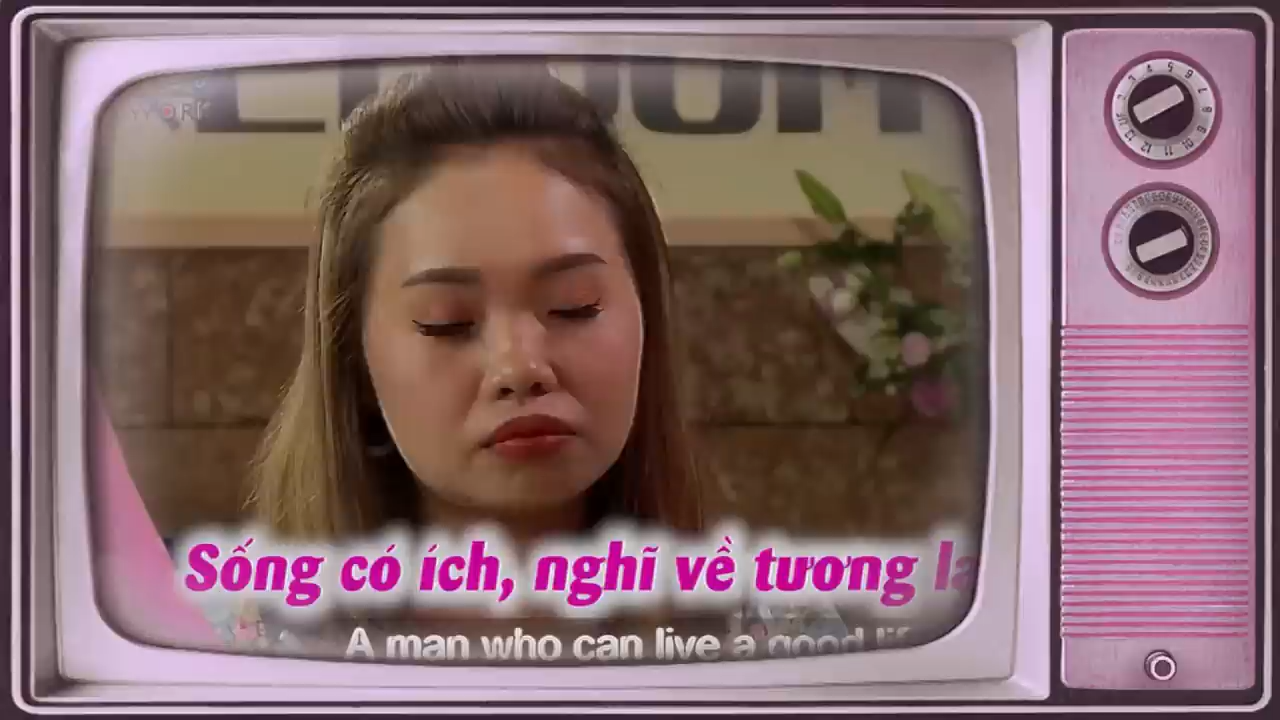 Sống có ích, nghĩ về tương la
A man who can live a good